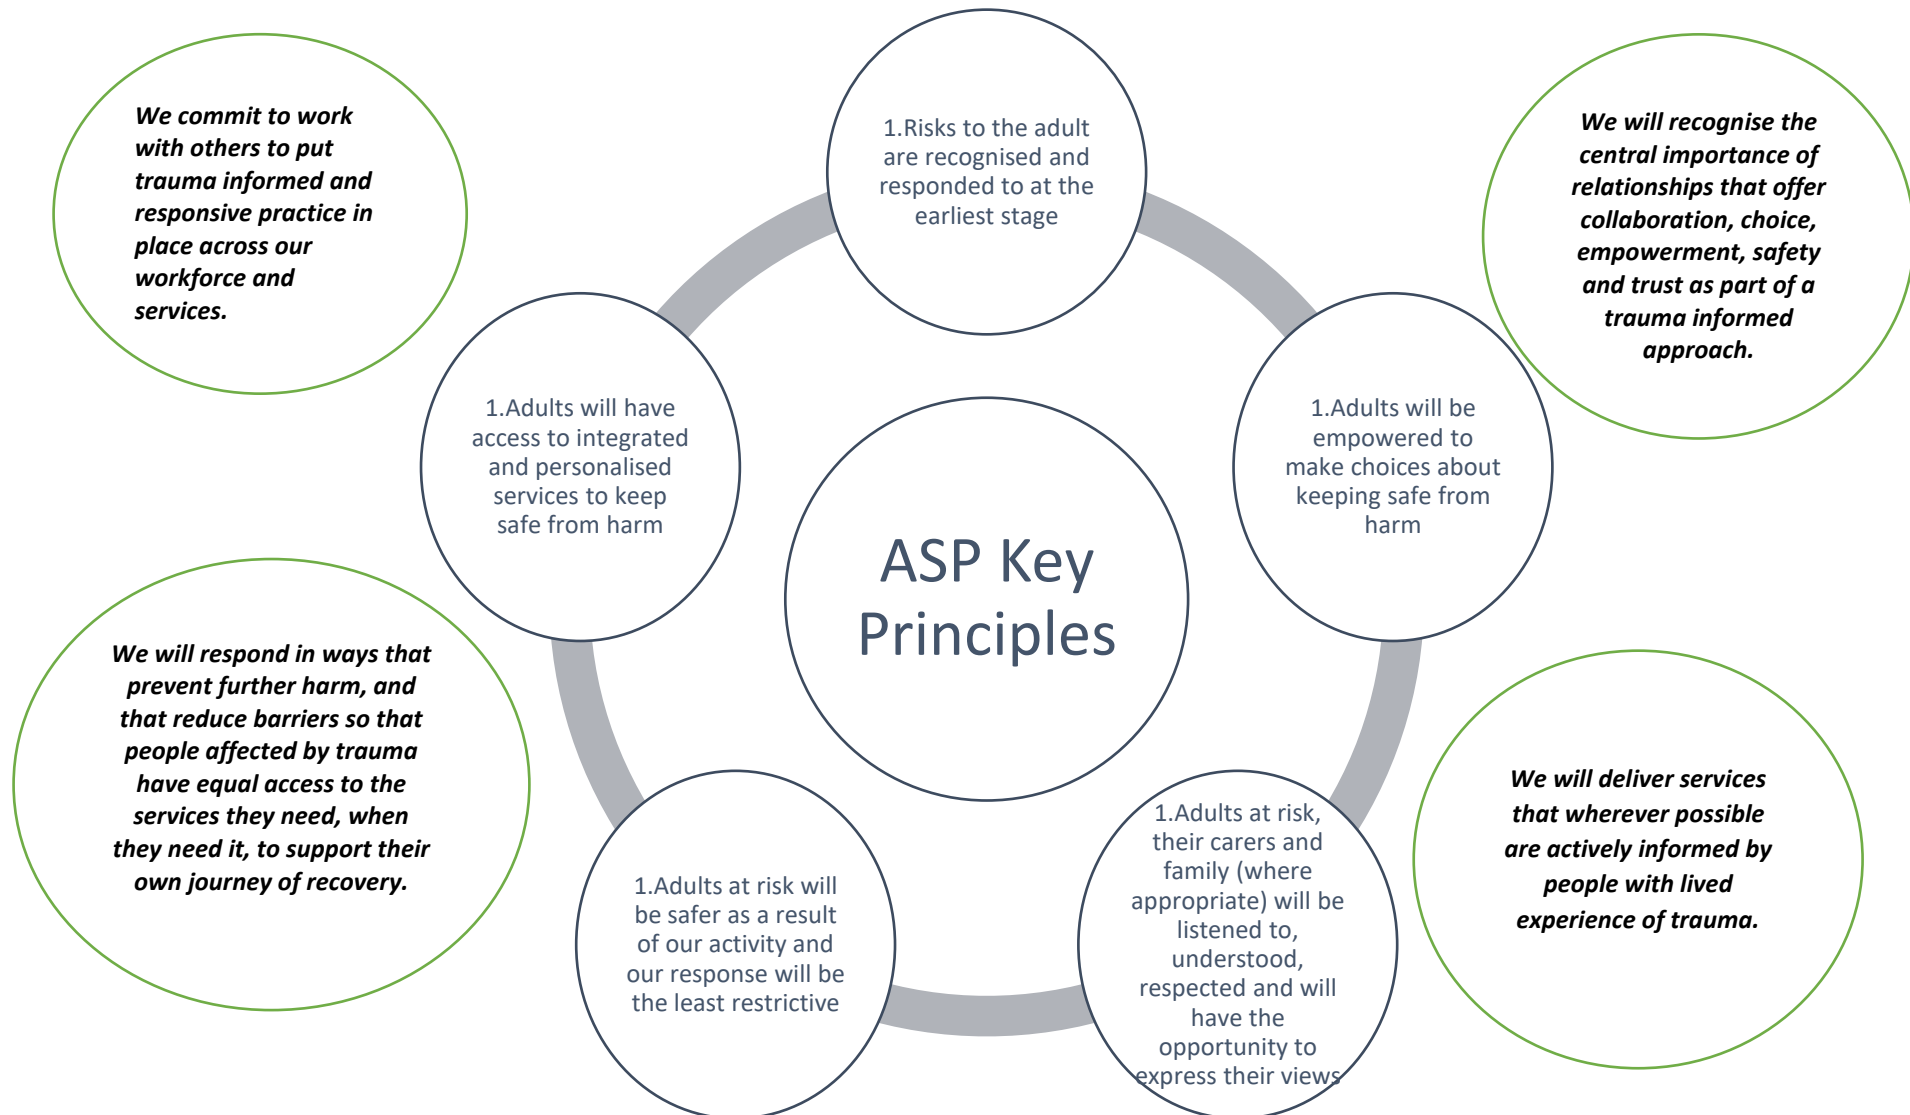 We commit to work
with others to put
trauma informed and
responsive practice in
place across our
workforce and
services.
1.Risks to the adult
are recognised and
responded to at the
earliest stage
We will recognise the
central importance of
relationships that offer
collaboration, choice,
empowerment, safety
and trust as part of a
trauma informed
approach.
1.Adults will have
access to integrated
and personalised
services to keep
safe from harm
1.Adults will be
empowered to
make choices about
keeping safe from
harm
ASP Key
Principles
We will respond in ways that
prevent further harm, and
that reduce barriers so that
people affected by trauma
have equal access to the
services they need, when
they need it, to support their
own journey of recovery.
1.Adults at risk will
be safer as a result
of our activity and
our response will be
the least restrictive
1.Adults at risk,
their carers and
family (where
appropriate) will be
listened to,
understood,
respected and will
have the
opportunity to
express their views
We will deliver services
that wherever possible
are actively informed by
people with lived
experience of trauma.